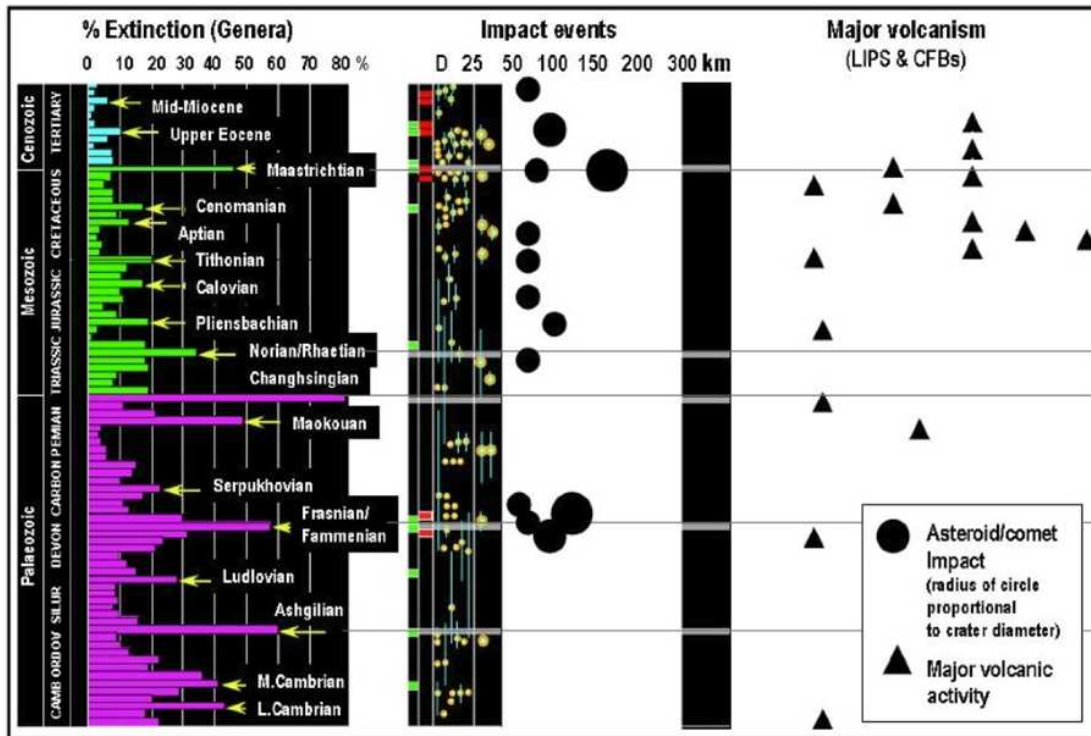 % Extinction (Genera)
0 10 20 30 40 50 60 70 80 %
Impact events
D 25 50 100 150 200 300 km
Major volcanism
(LIPS & CFBs)
Cenozoic
Mesozoic
Palaeozoic
TERTIARY
CRETACEOUS
JURASSIC
TRIASSIC
PEMIAN
CARBON
DEVON
SILUR
ORDOV
CAMB
Mid-Miocene
Upper Eocene
Maastrichtian
Cenomanian
Aptian
Tithonian
Calovian
Pliensbachian
Norian/Rhaetian
Changhsingian
Maokouan
Serpukhovian
Frasnian/
Fammenian
Ludlovian
Ashgilian
M.Cambrian
L.Cambrian
Asteroid/comet
Impact
(radius of circle
proportional
to crater diameter)
Major volcanic
activity